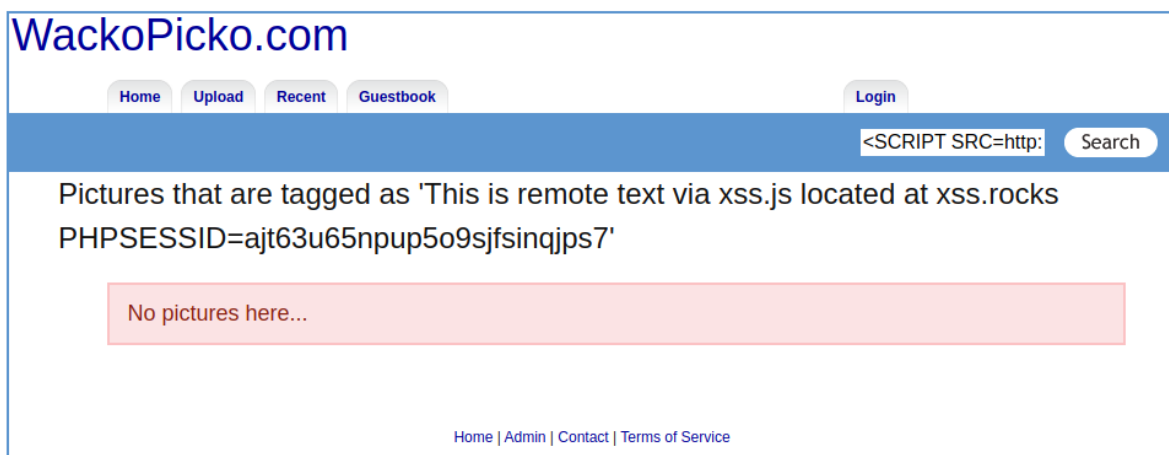 WackoPicko.com
Home Upload Recent Guestbook Login
<SCRIPT SRC=http: Search
Pictures that are tagged as 'This is remote text via xss.js located at xss.rocks
PHPSESSID=ajt63u65npup5o9sjfsinqjps7'
No pictures here...
Home | Admin | Contact | Terms of Service